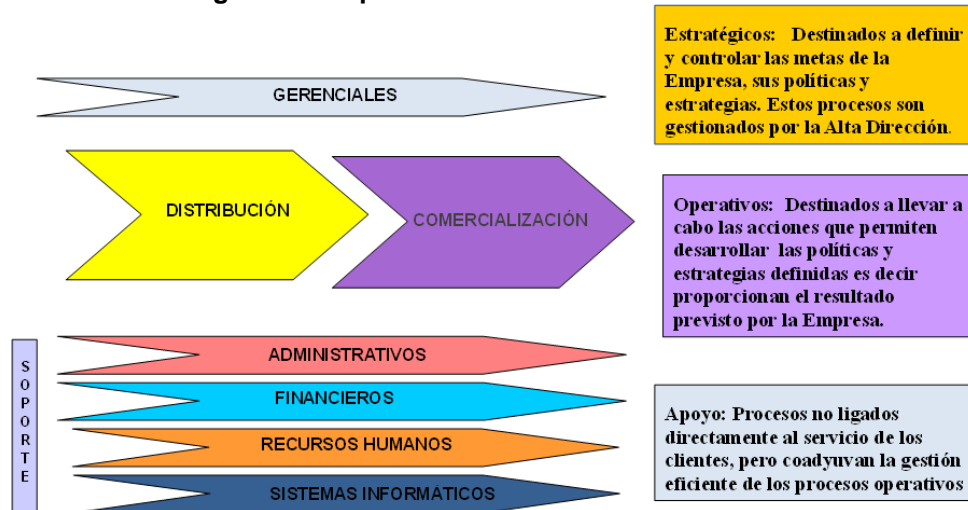 GERENCIALES
Estratégicos: Destinados a definir
y controlar las metas de la
Empresa, sus políticas y
estrategias. Estos procesos son
gestionados por la Alta Dirección.
DISTRIBUCIÓN
COMERCIALIZACIÓN
Operativos: Destinados a llevar a
cabo las acciones que permiten
desarrollar las políticas y
estrategias definidas es decir
proporcionan el resultado
previsto por la Empresa.
SOPORTE
ADMINISTRATIVOS
FINANCIEROS
RECURSOS HUMANOS
SISTEMAS INFORMÁTICOS
Apoyo: Procesos no ligados
directamente al servicio de los
clientes, pero coadyuvan la gestión
eficiente de los procesos operativos